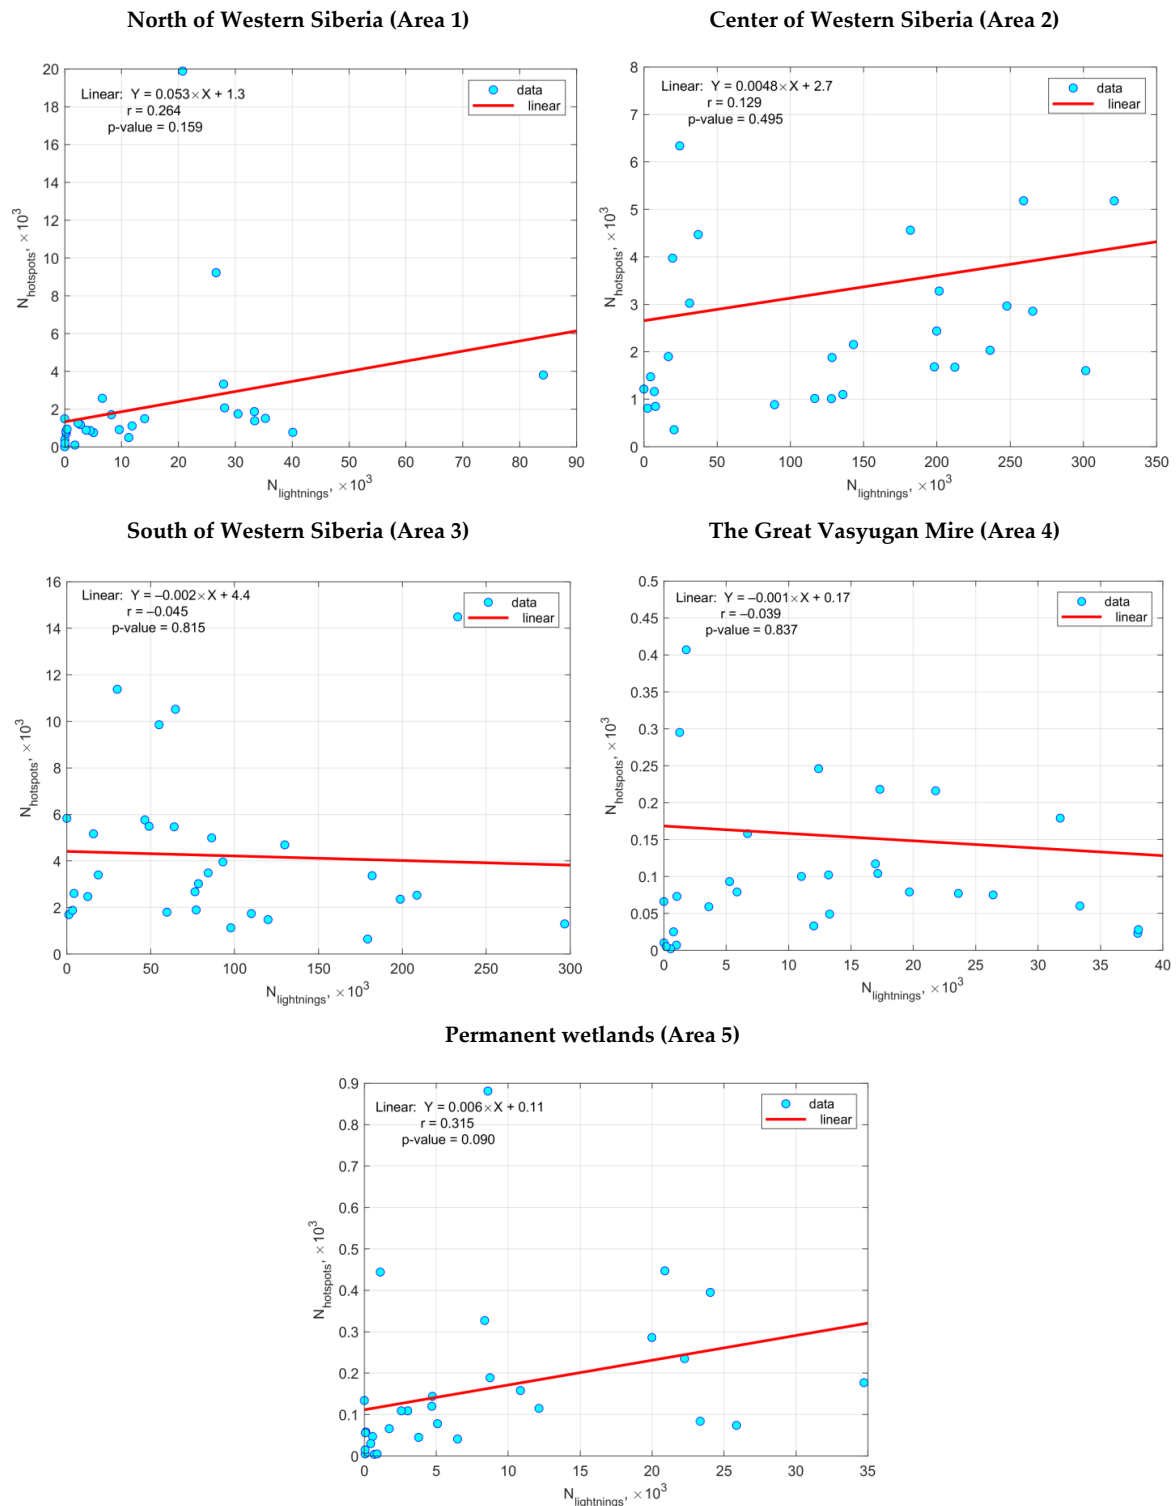 North of Western Siberia (Area 1)
Center of Western Siberia (Area 2)
Linear: Y = 0.053×X + 1.3
r = 0.264
p-value = 0.159
data
linear
20
18
16
14
12
10
8
6
4
2
0
0 10 20 30 40 50 60 70 80 90
N_hotspots, ×10^3
N_lightnings, ×10^3
Linear: Y = 0.0048×X + 2.7
r = 0.129
p-value = 0.495
data
linear
8
7
6
5
4
3
2
1
0
0 50 100 150 200 250 300 350
N_hotspots, ×10^3
N_lightnings, ×10^3
South of Western Siberia (Area 3)
The Great Vasyugan Mire (Area 4)
Linear: Y = –0.002×X + 4.4
r = –0.045
p-value = 0.815
data
linear
16
14
12
10
8
6
4
2
0
0 50 100 150 200 250 300
N_hotspots, ×10^3
N_lightnings, ×10^3
Linear: Y = –0.001×X + 0.17
r = –0.039
p-value = 0.837
data
linear
0.5
0.45
0.4
0.35
0.3
0.25
0.2
0.15
0.1
0.05
0
0 5 10 15 20 25 30 35 40
N_hotspots, ×10^3
N_lightnings, ×10^3
Permanent wetlands (Area 5)
Linear: Y = 0.006×X + 0.11
r = 0.315
p-value = 0.090
data
linear
0.9
0.8
0.7
0.6
0.5
0.4
0.3
0.2
0.1
0
0 5 10 15 20 25 30 35
N_hotspots, ×10^3
N_lightnings, ×10^3